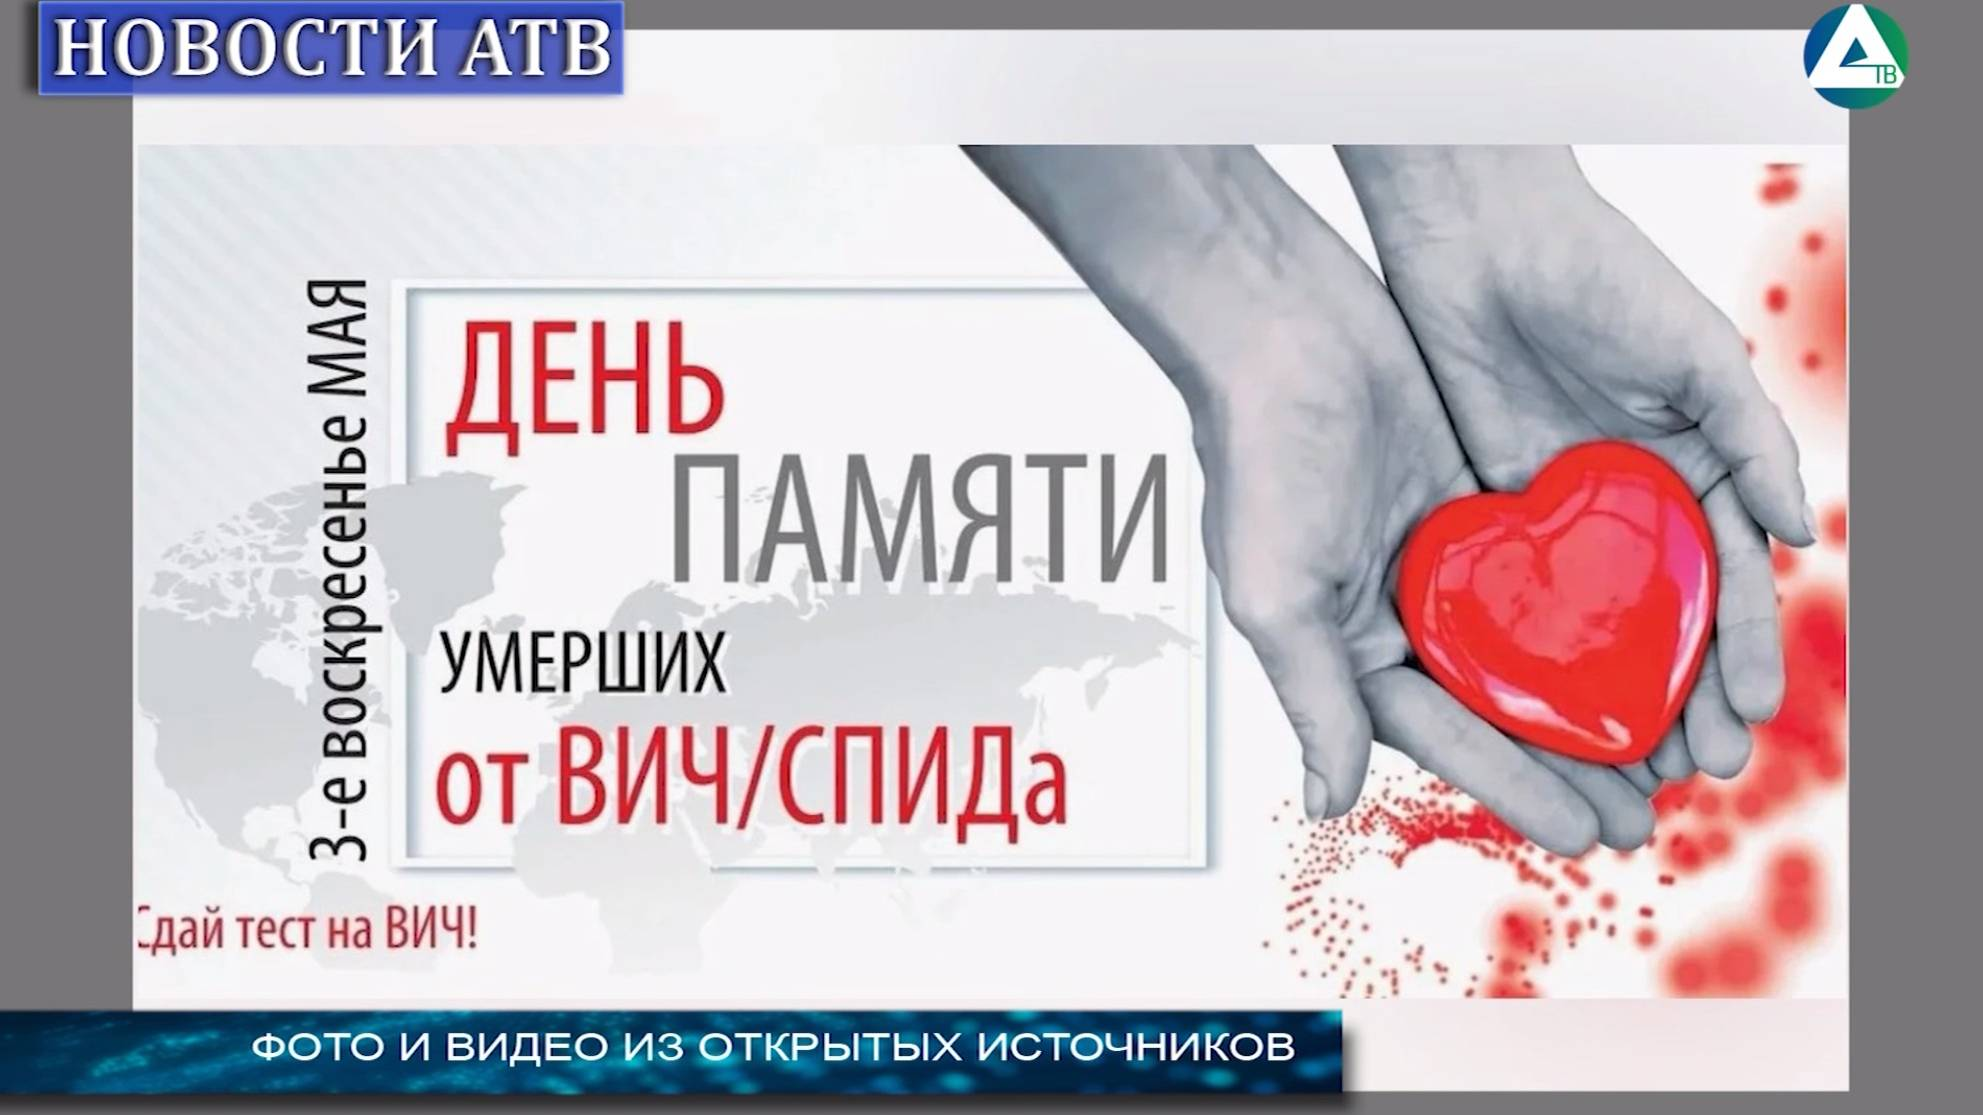 НОВОСТИ АТВ
ТВ
3-е воскресенье МАЯ
ДЕНЬ
ПАМЯТИ
УМЕРШИХ
от ВИЧ/СПИДа
Сдай тест на ВИЧ!
ФОТО И ВИДЕО ИЗ ОТКРЫТЫХ ИСТОЧНИКОВ